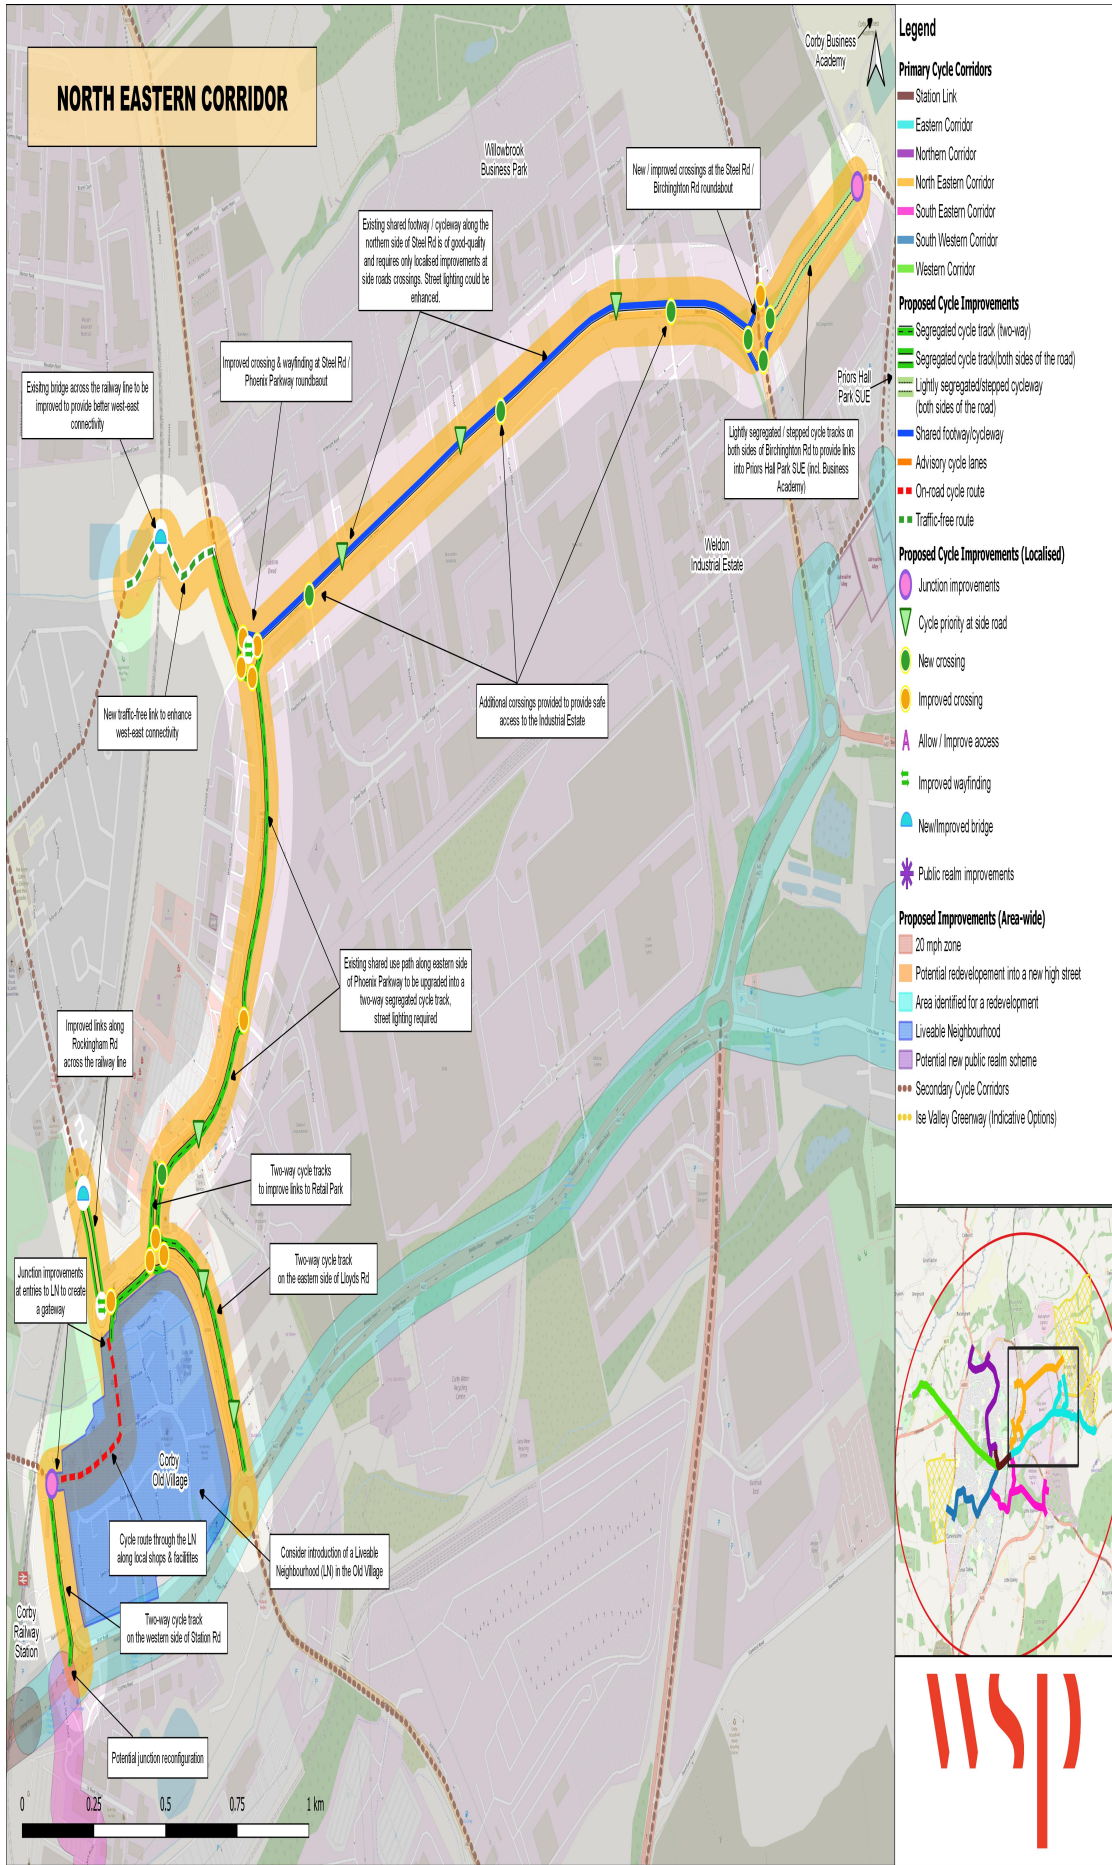 NORTH EASTERN CORRIDOR
Corby Business
Academy
Willowbrook
Business Park
New / improved crossings at the Steel Rd /
Birchinghton Rd roundabout
Existing shared footway / cycleway along the
northern side of Steel Rd is of good-quality
and requires only localised improvements at
side roads crossings. Street lighting could be
enhanced.
Improved crossing & wayfinding at Steel Rd /
Phoenix Parkway roundbaout
Exisitng bridge across the railway line to be
improved to provide better west-east
connectivity
Priors Hall
Park SUE
Lightly segregated / stepped cycle tracks on
both sides of Birchinghton Rd to provide links
into Priors Hall Park SUE (incl. Business
Academy)
Weldon
Industrial Estate
New traffic-free link to enhance
west-east connectivity
Additional corssings provided to provide safe
access to the Industrial Estate
Existing shared use path along eastern side
of Phoenix Parkway to be upgraded into a
two-way segregated cycle track,
street lighting required
Improved links along
Rockingham Rd
across the railway line
Two-way cycle tracks
to improve links to Retail Park
Two-way cycle track
on the eastern side of Lloyds Rd
Junction improvements
at entries to LN to create
a gateway
Corby
Old Village
Cycle route through the LN
along local shops & facilitites
Consider introduction of a Liveable
Neighbourhood (LN) in the Old Village
Corby
Railway
Station
Two-way cycle track
on the western side of Station Rd
Potential junction reconfiguration
0 0.25 0.5 0.75 1 km
Legend
Primary Cycle Corridors
Station Link
Eastern Corridor
Northern Corridor
North Eastern Corridor
South Eastern Corridor
South Western Corridor
Western Corridor
Proposed Cycle Improvements
Segregated cycle track (two-way)
Segregated cycle track(both sides of the road)
Lightly segregated/stepped cycleway
(both sides of the road)
Shared footway/cycleway
Advisory cycle lanes
On-road cycle route
Traffic-free route
Proposed Cycle Improvements (Localised)
Junction improvements
Cycle priority at side road
New crossing
Improved crossing
A Allow / Improve access
Improved wayfinding
New/Improved bridge
Public realm improvements
Proposed Improvements (Area-wide)
20 mph zone
Potential redevelopement into a new high street
Area identified for a redevelopment
Liveable Neighbourhood
Potential new public realm scheme
Secondary Cycle Corridors
Ise Valley Greenway (Indicative Options)
wsp